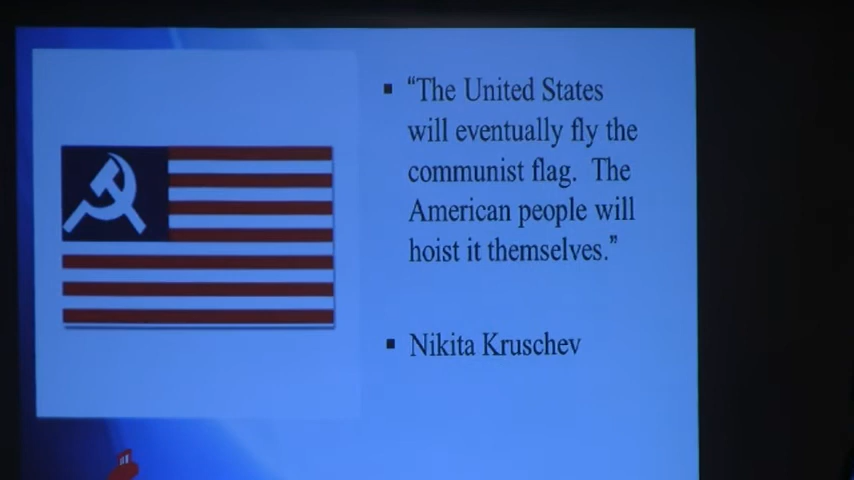 ▪ “The United States
will eventually fly the
communist flag. The
American people will
hoist it themselves.”
▪ Nikita Kruschev